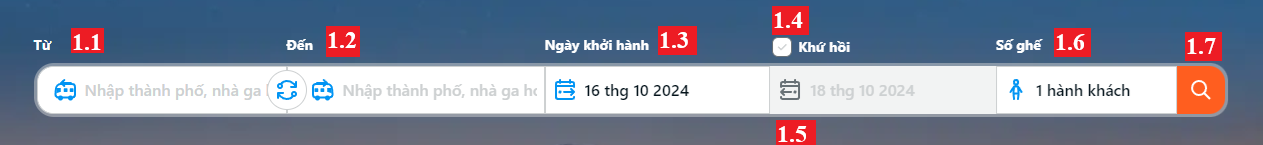 1.4
Từ 1.1
Đến 1.2
Ngày khởi hành 1.3
Khứ hồi
Số ghế 1.6
1.7
Nhập thành phố, nhà ga
Nhập thành phố, nhà ga
16 thg 10 2024
18 thg 10 2024
1 hành khách
1.5